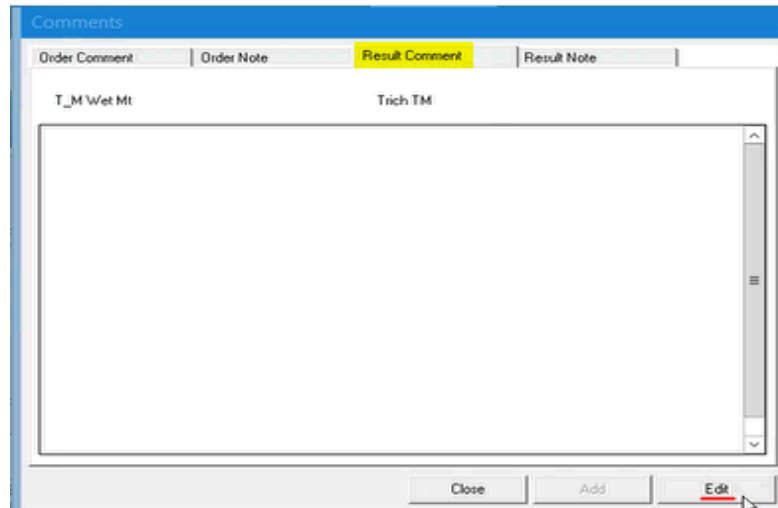 Comments
Order Comment Order Note Result Comment Result Note
T_M Wet Mt Trich TM
Close Add Edit